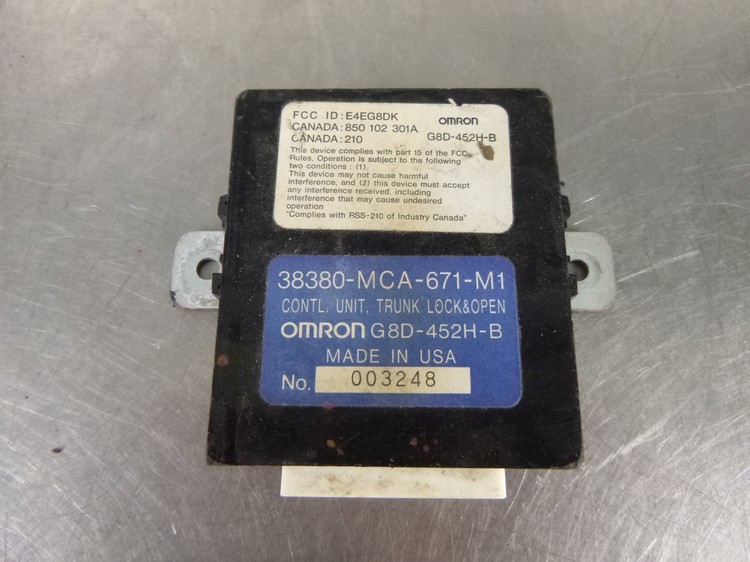 FCC ID:E4EG8DK
CANADA:850 102 301A
CANADA:210
OMRON
G8D-452H-B
This device complies with part 15 of the FCC
Rules. Operation is subject to the following
two conditions : (1)
This device may not cause harmful
interference, and (2) this device must accept
any interference received, including
interference that may cause undesired
operation
"Complies with RSS-210 of Industry Canada"
38380-MCA-671-M1
CONTL. UNIT, TRUNK LOCK&OPEN
OMRON G8D-452H-B
MADE IN USA
No. 003248